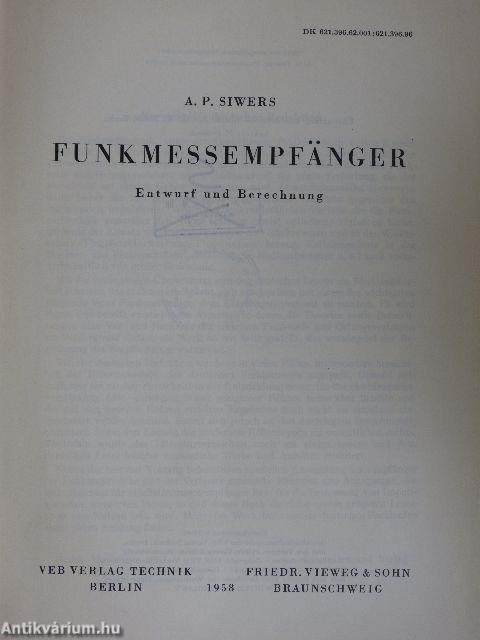 DK 621.396.62.001:621.396.96
A. P. SIWERS
FUNKMESSEMPFÄNGER
Entwurf und Berechnung
VEB VERLAG TECHNIK FRIEDR. VIEWEG & SOHN
BERLIN 1958 BRAUNSCHWEIG
Antikvárium.hu